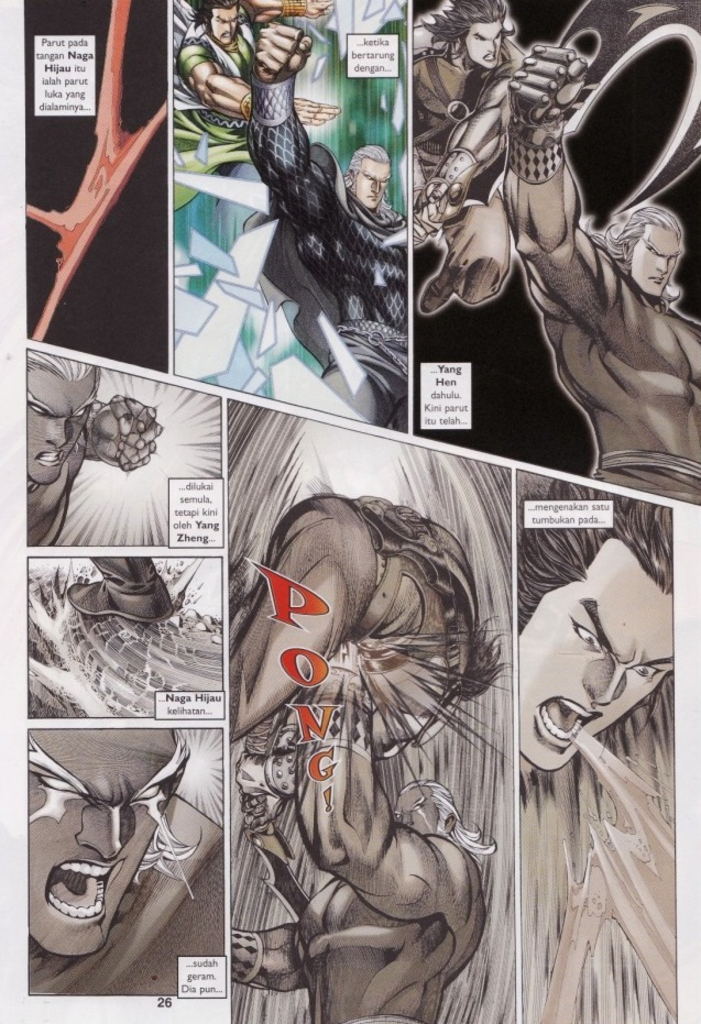 Parut pada
tangan Naga
Hijau itu
ialah parut
luka yang
dialaminya...
...ketika
bertarung
dengan...
...Yang
Hen
dahulu.
Kini parut
itu telah...
...dilukai
semula,
tetapi kini
oleh Yang
Zheng...
...Naga Hijau
kelihatan...
...sudah
geram.
Dia pun...
PONG!
...mengenakan satu
tumbukan pada...
26